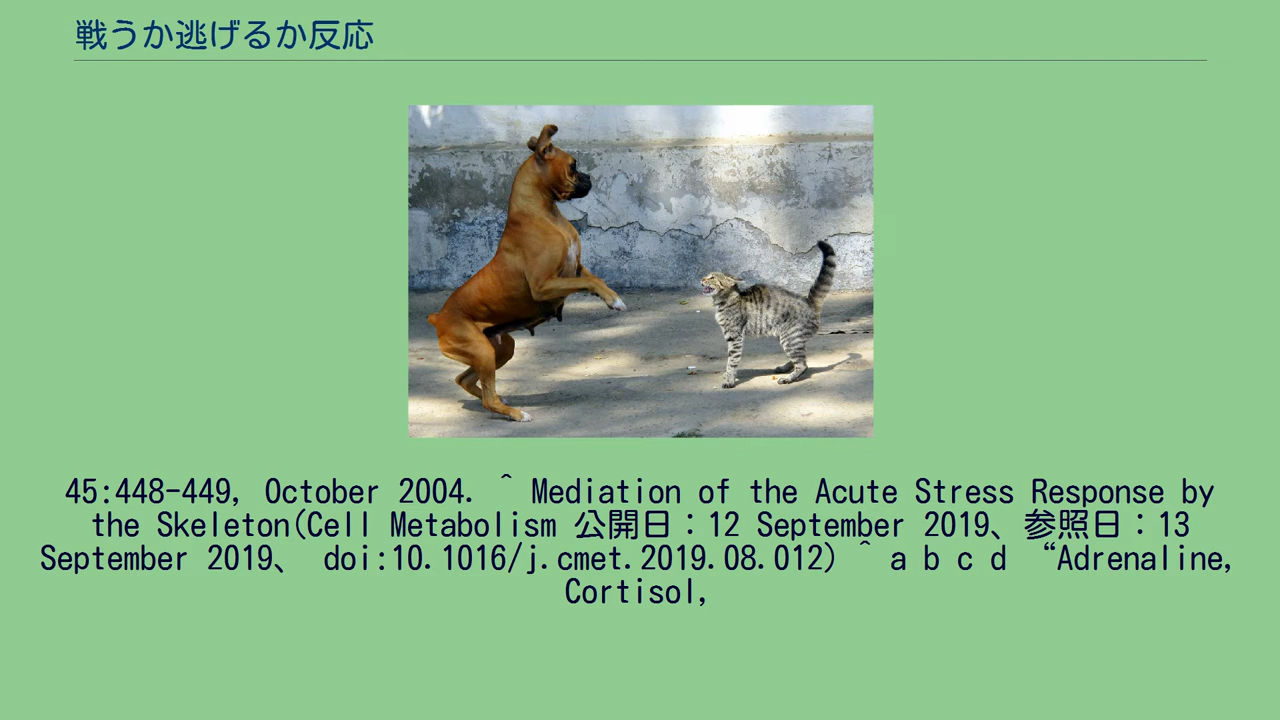 戦うか逃げるか反応
45:448-449, October 2004. ^ Mediation of the Acute Stress Response by
the Skeleton(Cell Metabolism 公開日：12 September 2019、参照日：13
September 2019、 doi:10.1016/j.cmet.2019.08.012) ^ a b c d “Adrenaline,
Cortisol,